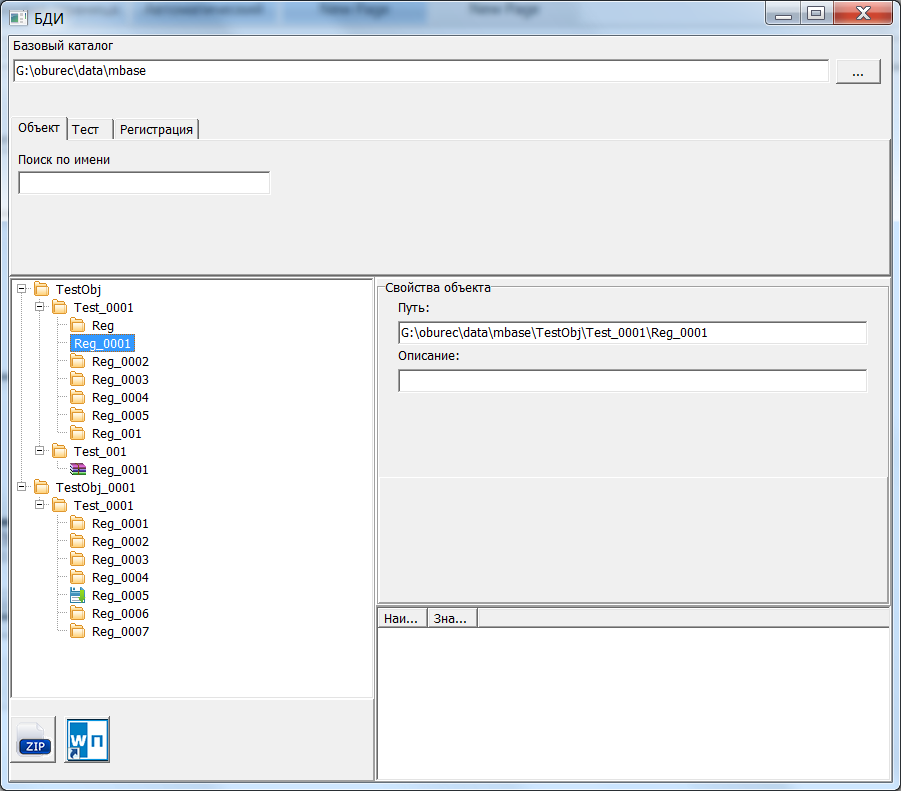 БДИ
Базовый каталог
G:\oburec\data\mbase
...
Объект Тест Регистрация
Поиск по имени
TestObj
Test_0001
Reg
Reg_0001
Reg_0002
Reg_0003
Reg_0004
Reg_0005
Reg_001
Test_001
Reg_0001
TestObj_0001
Test_0001
Reg_0001
Reg_0002
Reg_0003
Reg_0004
Reg_0005
Reg_0006
Reg_0007
ZIP
WП
Свойства объекта
Путь:
G:\oburec\data\mbase\TestObj\Test_0001\Reg_0001
Описание:
Наи... Зна...